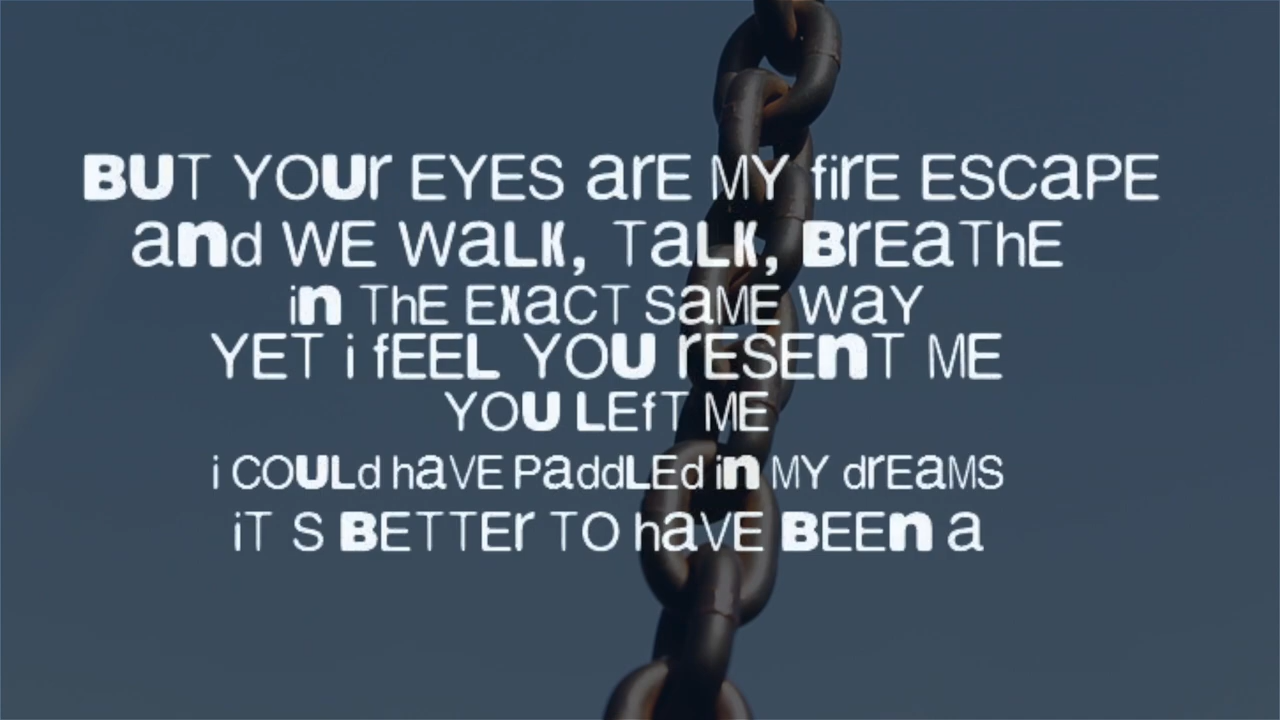 BUT YOUr EYES arE MY firE ESCaPE
and WE WaLK, TaLK, BrEaThE
in ThE EXaCT SaME WaY
YET i fEEL YOU rESEnT ME
YOU LEfT ME
i COULd haVE PaddLEd in MY drEaMS
iT S BETTEr TO haVE BEEn a